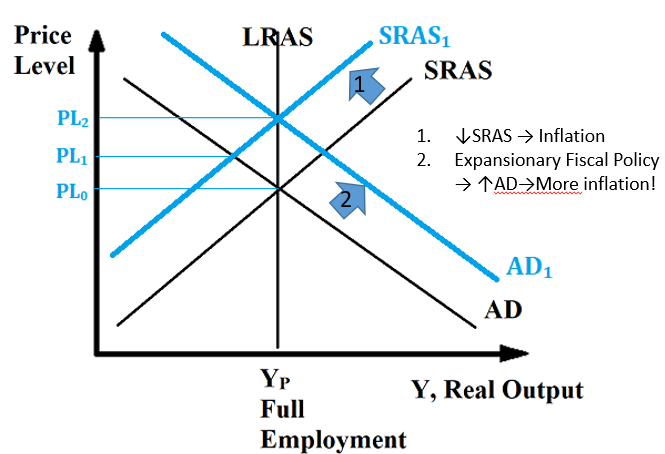 Price
Level
LRAS
SRAS₁
SRAS
1
PL₂
PL₁
PL₀
1. ↓SRAS → Inflation
2. Expansionary Fiscal Policy
→ ↑AD→More inflation!
2
AD₁
AD
Yₚ
Full
Employment
Y, Real Output